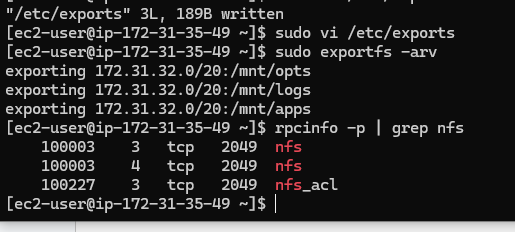 "/etc/exports" 3L, 189B written
[ec2-user@ip-172-31-35-49 ~]$ sudo vi /etc/exports
[ec2-user@ip-172-31-35-49 ~]$ sudo exportfs -arv
exporting 172.31.32.0/20:/mnt/opts
exporting 172.31.32.0/20:/mnt/logs
exporting 172.31.32.0/20:/mnt/apps
[ec2-user@ip-172-31-35-49 ~]$ rpcinfo -p | grep nfs
    100003    3   tcp   2049  nfs
    100003    4   tcp   2049  nfs
    100227    3   tcp   2049  nfs_acl
[ec2-user@ip-172-31-35-49 ~]$